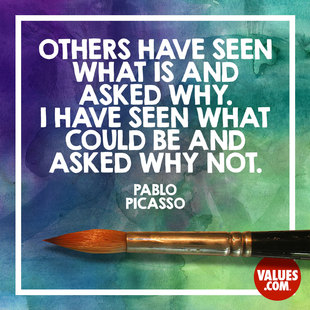 OTHERS HAVE SEEN
WHAT IS AND
ASKED WHY.
I HAVE SEEN WHAT
COULD BE AND
ASKED WHY NOT.
PABLO
PICASSO
VALUES
.COM